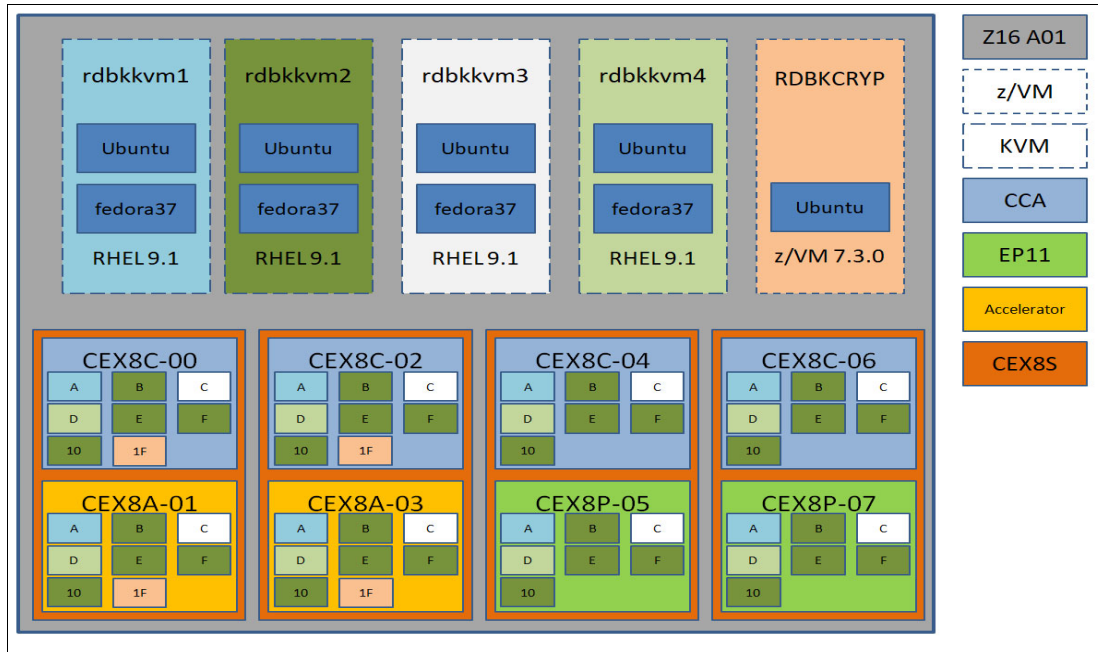 rdbkkvm1
rdbkkvm2
rdbkkvm3
rdbkkvm4
RDBKCRYP
Ubuntu
Ubuntu
Ubuntu
Ubuntu
fedora37
fedora37
fedora37
fedora37
Ubuntu
RHEL 9.1
RHEL 9.1
RHEL 9.1
RHEL 9.1
z/VM 7.3.0
CEX8C-00
A B C
D E F
10 1F
CEX8C-02
A B C
D E F
10 1F
CEX8C-04
A B C
D E F
10
CEX8C-06
A B C
D E F
10
CEX8A-01
A B C
D E F
10 1F
CEX8A-03
A B C
D E F
10 1F
CEX8P-05
A B C
D E F
10
CEX8P-07
A B C
D E F
10
Z16 A01
z/VM
KVM
CCA
EP11
Accelerator
CEX8S